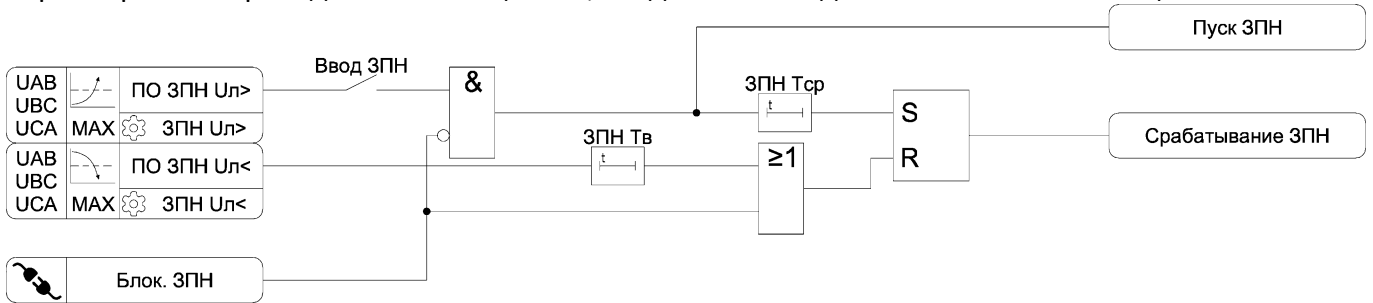 Пуск ЗПН
Ввод ЗПН
UAB
UBC
UCA
MAX
ПО ЗПН Uл>
ЗПН Uл>
&
ЗПН Тср
t
S
R
Срабатывание ЗПН
ЗПН Тв
t
≥1
UAB
UBC
UCA
MAX
ПО ЗПН Uл<
ЗПН Uл<
Блок. ЗПН